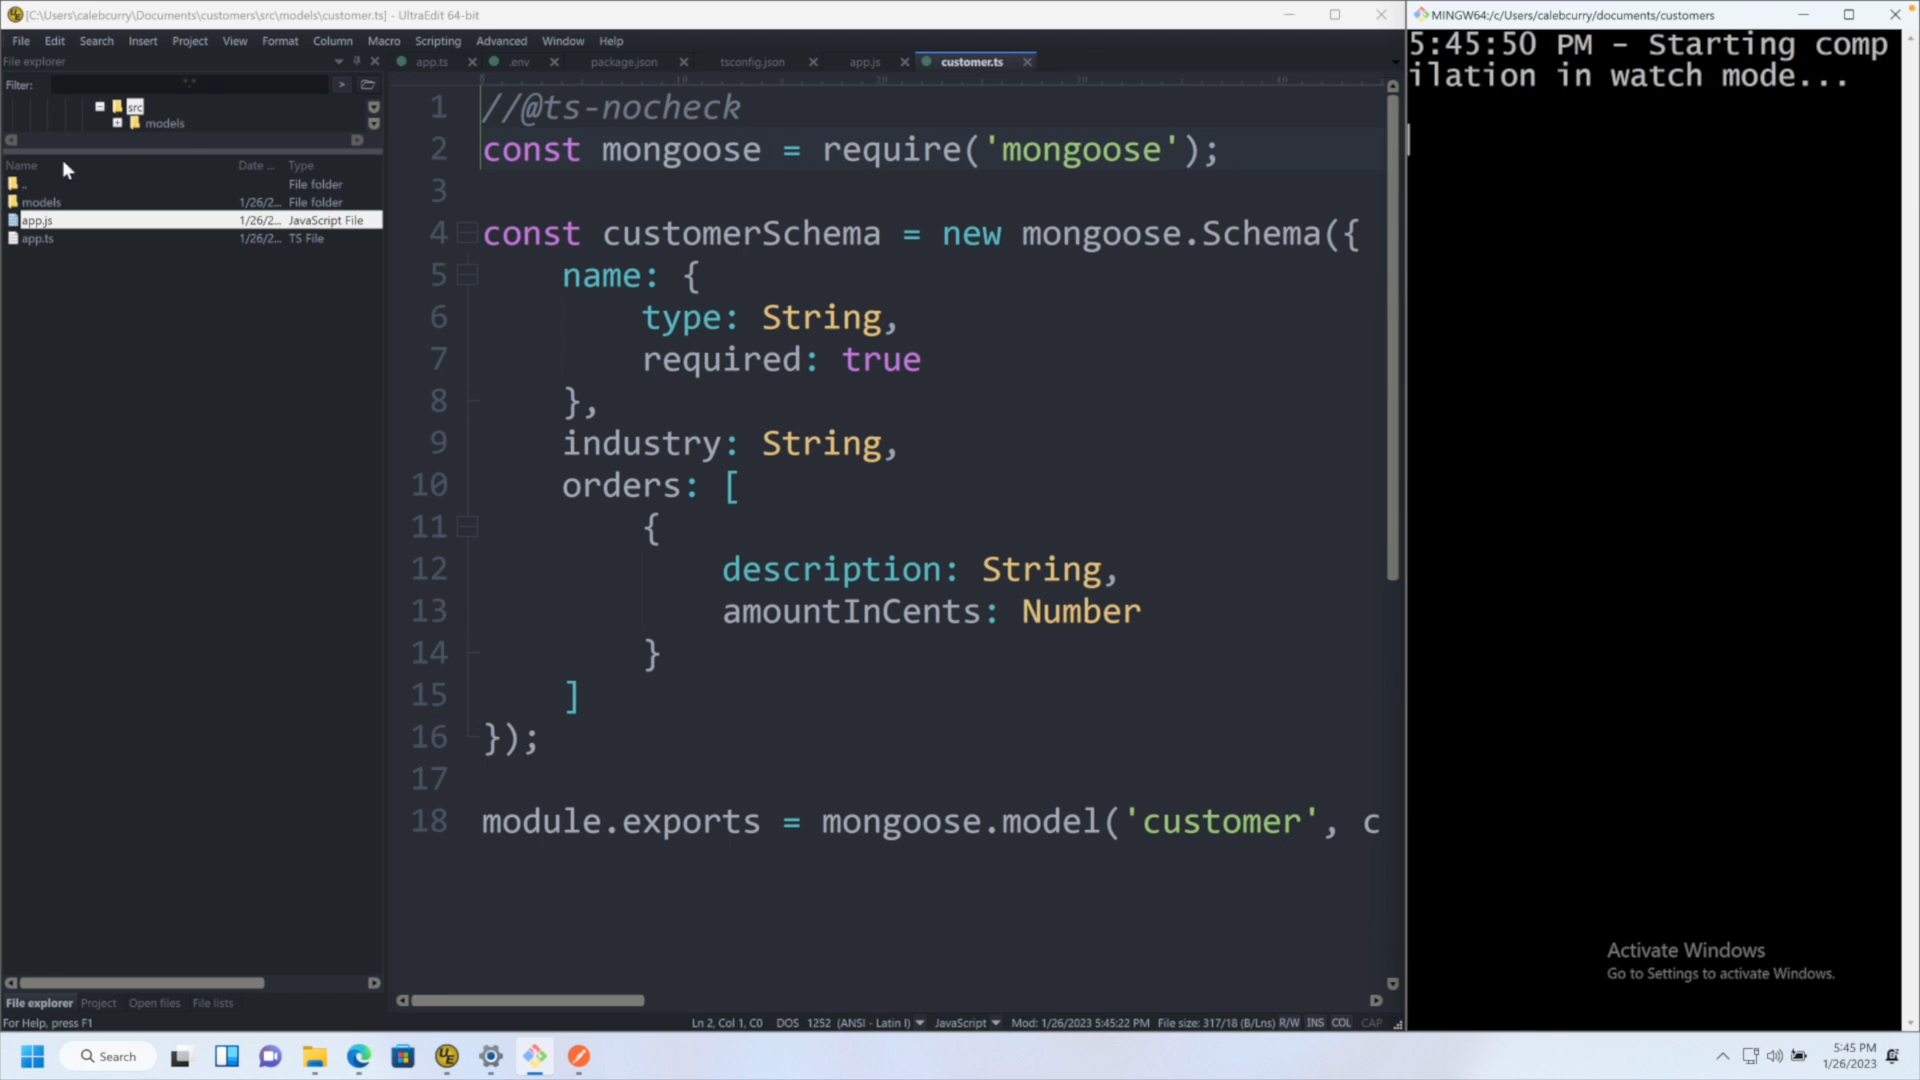 [C:\Users\calebcurry\Documents\customers\src\models\customer.ts] - UltraEdit 64-bit
File Edit Search Insert Project View Format Column Macro Scripting Advanced Window Help
File explorer
Filter:
*.*
src
models
Name Date ... Type
.. File folder
models 1/26/2... File folder
app.js 1/26/2... JavaScript File
app.ts 1/26/2... TS File
app.ts .env package.json tsconfig.json app.js customer.ts
1 //@ts-nocheck
2 const mongoose = require('mongoose');
3
4 const customerSchema = new mongoose.Schema({
5 name: {
6 type: String,
7 required: true
8 },
9 industry: String,
10 orders: [
11 {
12 description: String,
13 amountInCents: Number
14 }
15 ]
16 });
17
18 module.exports = mongoose.model('customer', c
File explorer Project Open files File lists
For Help, press F1
Ln 2, Col 1, C0 DOS 1252 (ANSI - Latin I) JavaScript Mod: 1/26/2023 5:45:22 PM File size: 317/18 (B/Lns) R/W INS COL CAP
MINGW64:/c/Users/calebcurry/documents/customers
5:45:50 PM - Starting comp
ilation in watch mode...
Activate Windows
Go to Settings to activate Windows.
Search
UE
5:45 PM
1/26/2023